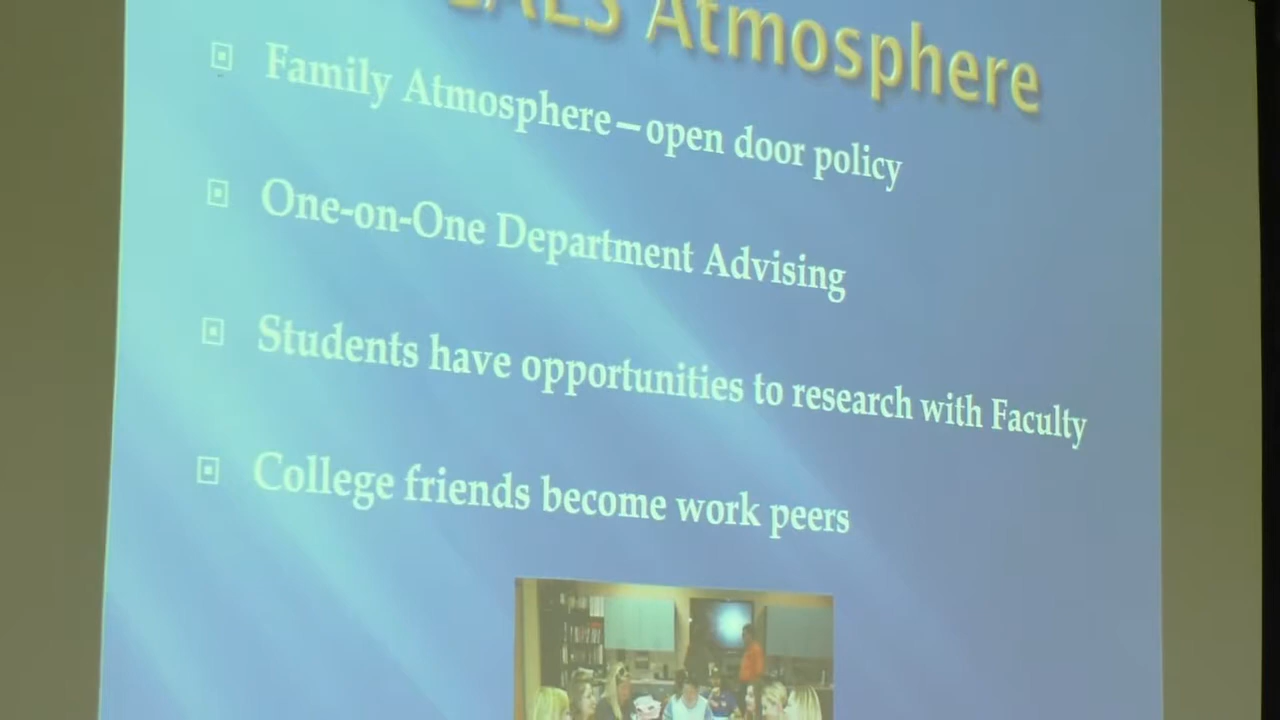 Atmosphere
Family Atmosphere—open door policy
One-on-One Department Advising
Students have opportunities to research with Faculty
College friends become work peers